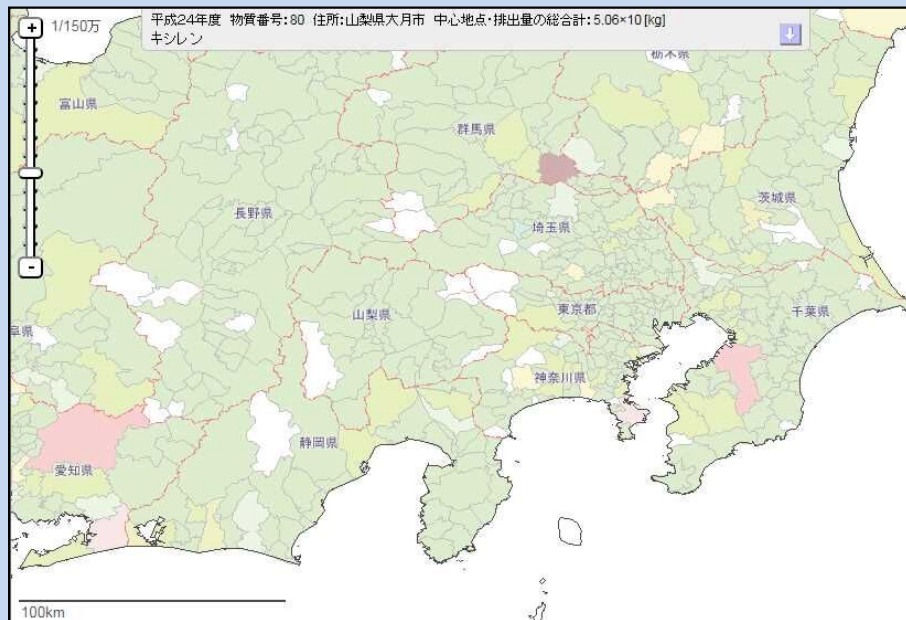 平成24年度 物質番号:80 住所:山梨県大月市 中心地点・排出量の総合計:5.06×10 [kg]
キシレン
+
1/150万
-
栃木県
富山県
群馬県
長野県
茨城県
埼玉県
山梨県
東京都
千葉県
阜県
神奈川県
静岡県
愛知県
100km